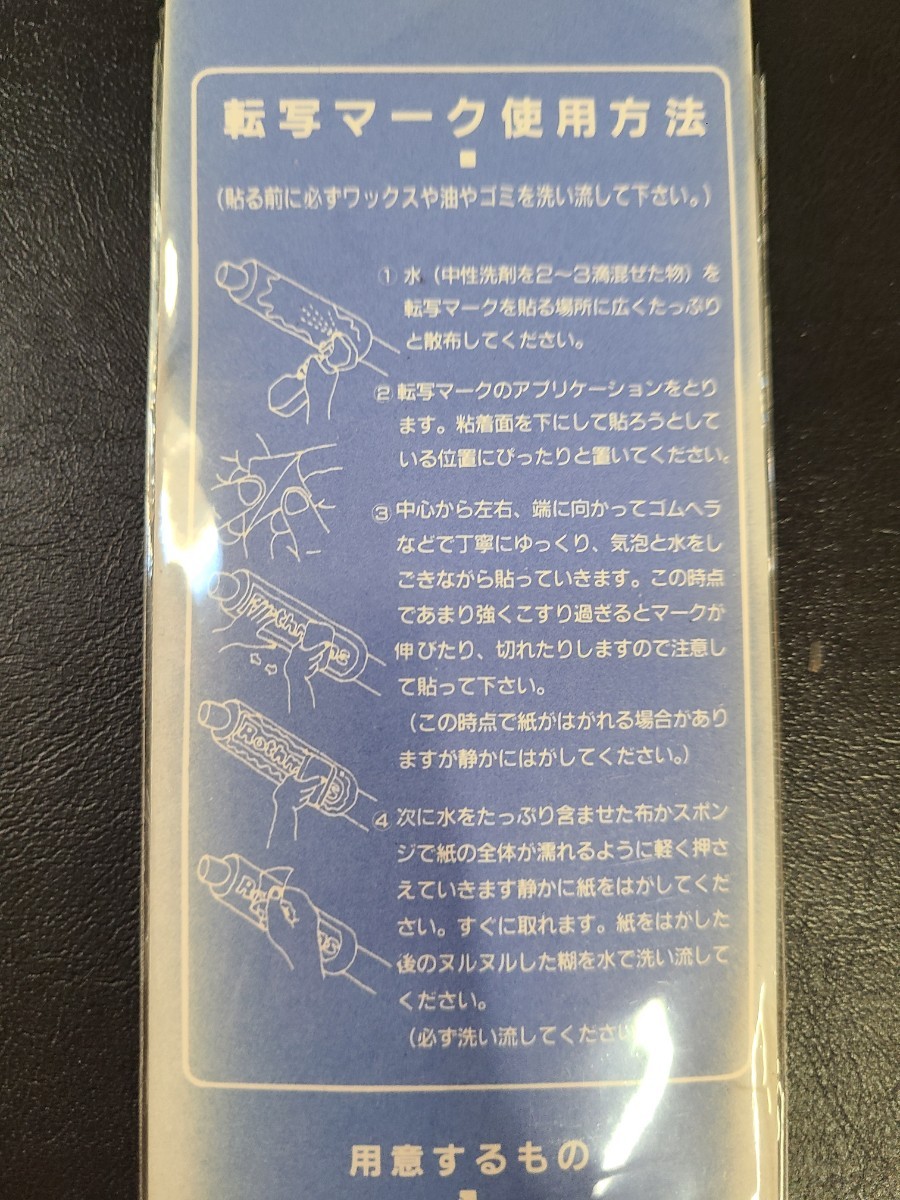 転写マーク使用方法
(貼る前に必ずワックスや油やゴミを洗い流して下さい。)
① 水(中性洗剤を2〜3滴混ぜた物)を
転写マークを貼る場所に広くたっぷり
と散布してください。
② 転写マークのアプリケーションをとり
ます。粘着面を下にして貼ろうとして
いる位置にぴったりと置いてください。
③ 中心から左右、端に向かってゴムヘラ
などで丁寧にゆっくり、気泡と水をし
ごきながら貼っていきます。この時点
であまり強くこすり過ぎるとマークが
伸びたり、切れたりしますので注意し
て貼って下さい。
(この時点で紙がはがれる場合があり
ますが静かにはがしてください。)
④ 次に水をたっぷり含ませた布かスポン
ジで紙の全体が濡れるように軽く押さ
えていきます静かに紙をはがしてくだ
さい。すぐに取れます。紙をはがした
後のヌルヌルした糊を水で洗い流して
ください。
(必ず洗い流してくださ
用意するもの